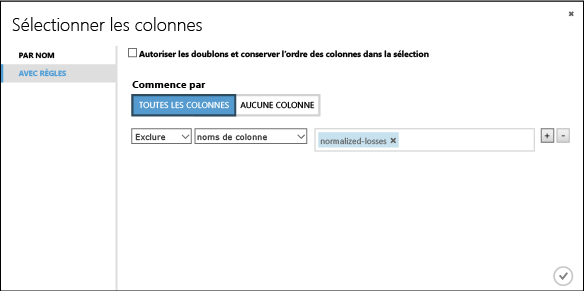 Sélectionner les colonnes
PAR NOM
AVEC RÈGLES
Autoriser les doublons et conserver l'ordre des colonnes dans la sélection
Commence par
TOUTES LES COLONNES AUCUNE COLONNE
Exclure noms de colonne normalized-losses × + -